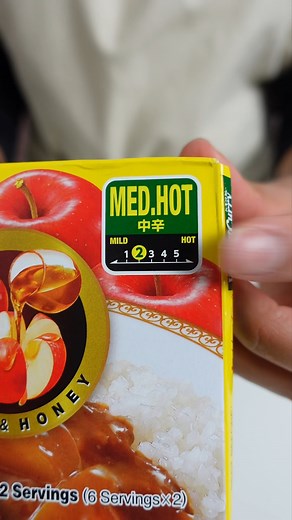 MED.HOT
中辛
MILD HOT
1 2 3 4 5
& HONEY
2 Servings (6 Servings×2)